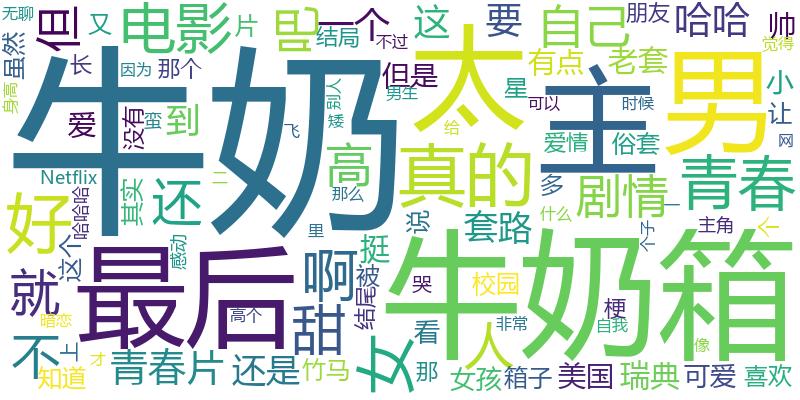 无聊
虽然
但
又
电影
片
吧
一个
结局
不过
这
要
自己
朋友
哈哈
帅
觉得
长
因为
那个
但是
太
有点
老套
星
小
让
身高
爱
没有
蛮
到
牛奶
别人
矮
男生
主
可以
时候
男
网
飞
给
爱情
俗套
Netflix
哈哈哈
其实
还
二
高
真的
多
剧情
青春
好
那么
里
说
套路
什么
一
主角
个子
这个
感动
最后
啊
挺
牛奶箱
就
甜
结尾
被
哭
校园
梗
高个
非常
自我
暗恋
上
不
才
女
看
人
像
知道
青春片
还是
竹马
那
女孩
箱子
美国
瑞典
可爱
喜欢